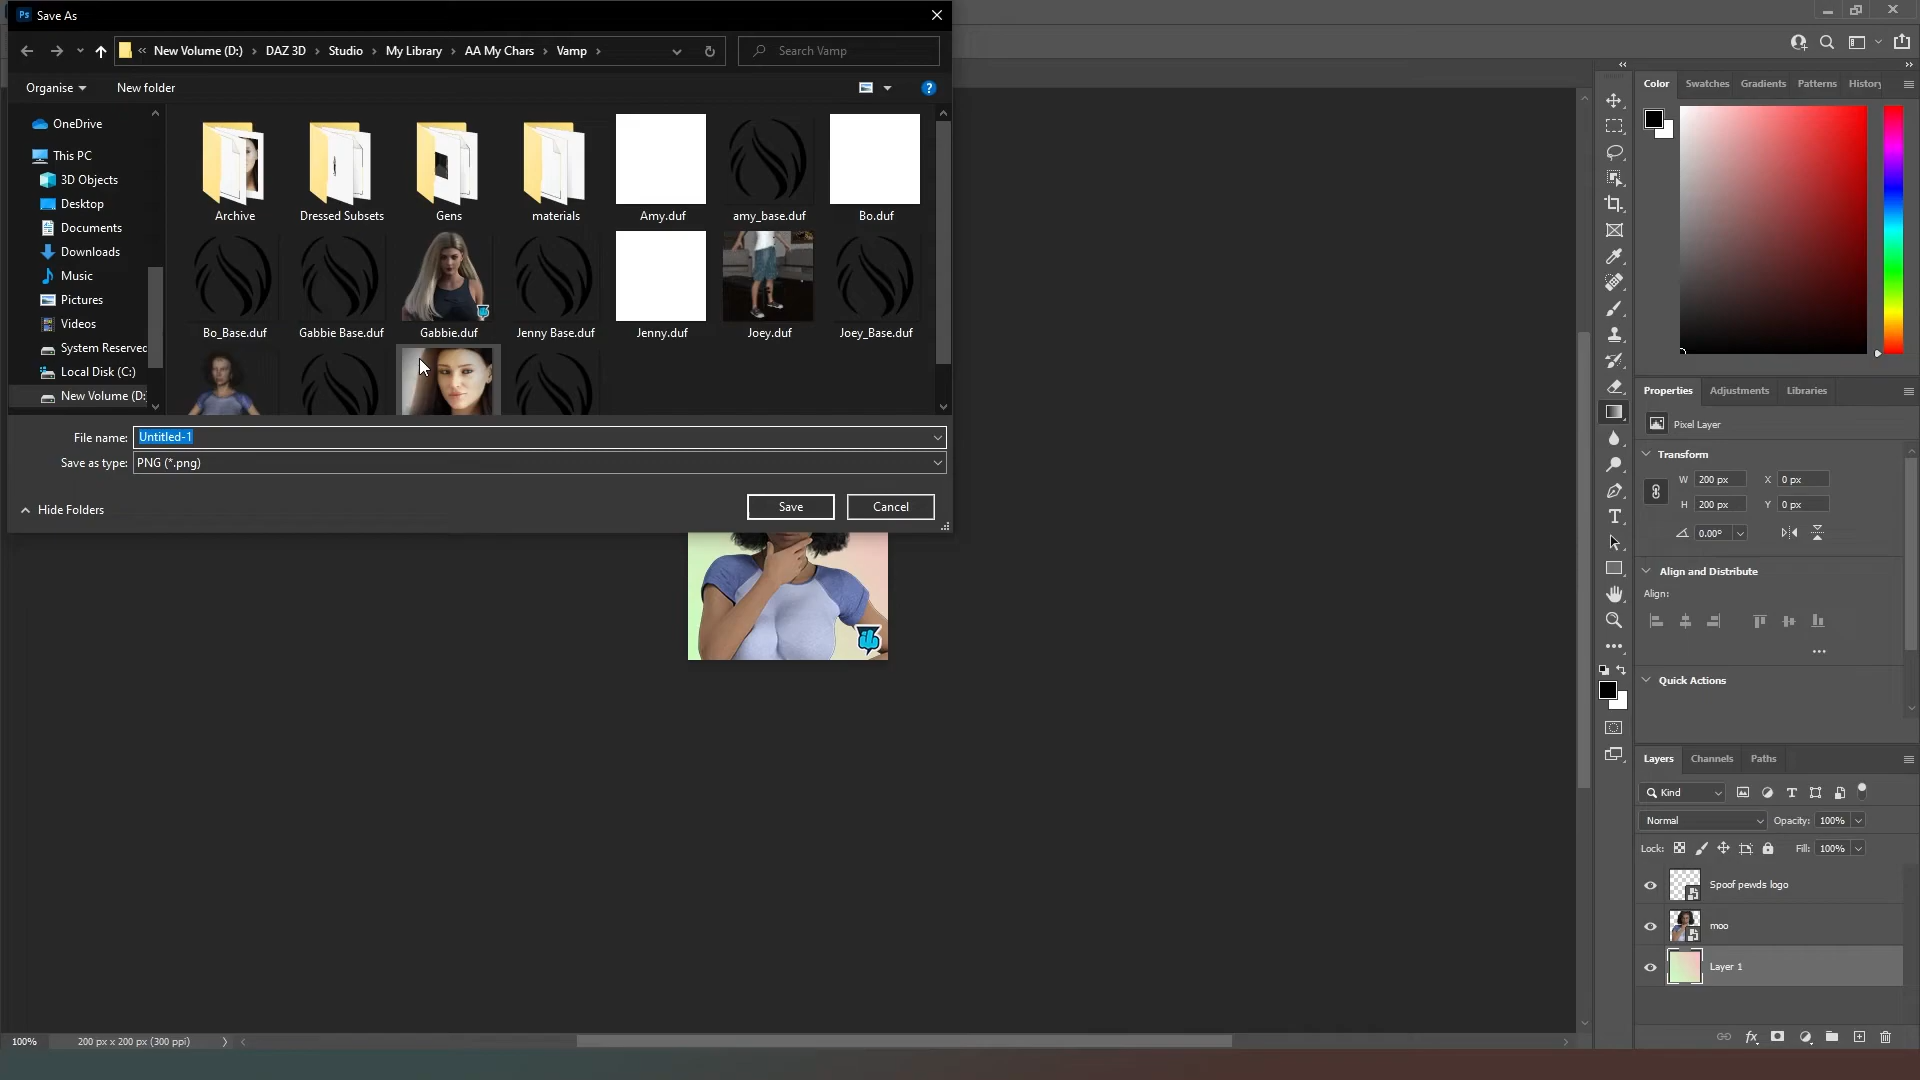 Save As
« New Volume (D:) > DAZ 3D > Studio > My Library > AA My Chars > Vamp >
Search Vamp
Organise
New folder
OneDrive
This PC
3D Objects
Desktop
Documents
Downloads
Music
Pictures
Videos
System Reserved
Local Disk (C:)
New Volume (D:
Archive
Dressed Subsets
Gens
materials
Amy.duf
amy_base.duf
Bo.duf
Bo_Base.duf
Gabbie Base.duf
Gabbie.duf
Jenny Base.duf
Jenny.duf
Joey.duf
Joey_Base.duf
File name: Untitled-1
Save as type: PNG (*.png)
Hide Folders
Save
Cancel
100%
200 px x 200 px (300 ppi)
Color
Swatches
Gradients
Patterns
History
Properties
Adjustments
Libraries
Pixel Layer
Transform
W 200 px X 0 px
H 200 px Y 0 px
0.00°
Align and Distribute
Align:
Quick Actions
Layers
Channels
Paths
Kind
Normal
Opacity: 100%
Lock:
Fill: 100%
Spoof pewds logo
moo
Layer 1